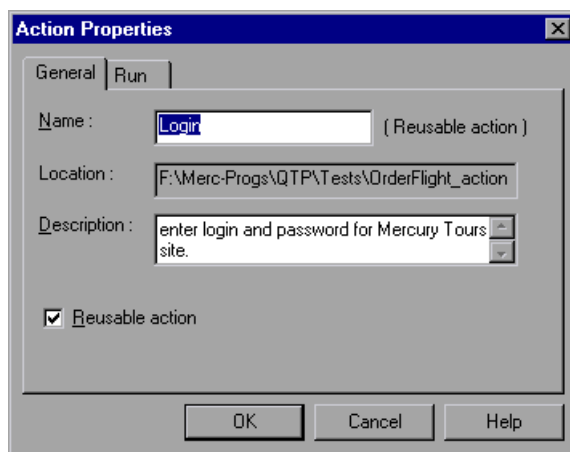 Action Properties
General Run
Name : Login ( Reusable action )
Location : F:\Merc-Progs\QTP\Tests\OrderFlight_action
Description : enter login and password for Mercury Tours
site.
Reusable action
OK Cancel Help